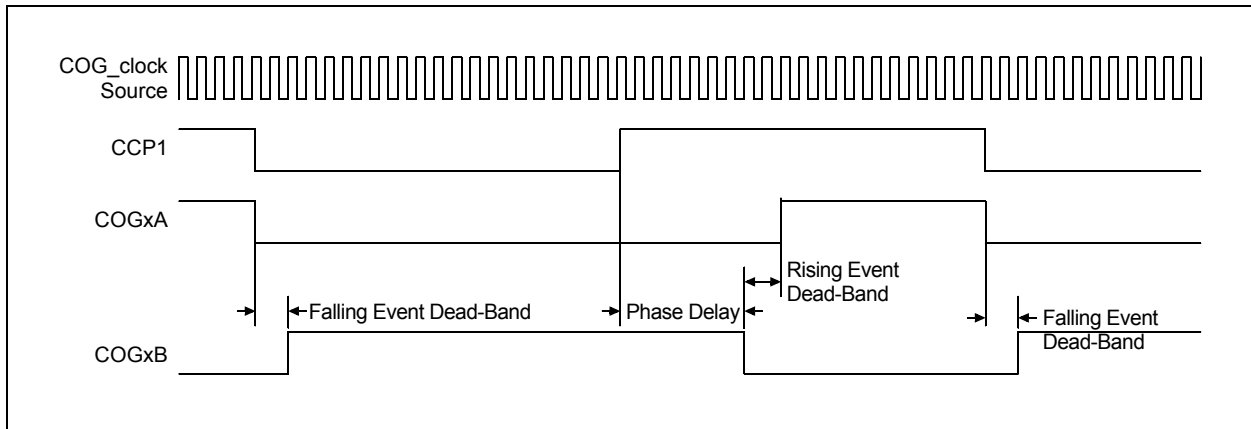 COG_clock
Source
CCP1
COGxA
Rising Event
Dead-Band
Falling Event Dead-Band
Phase Delay
Falling Event
Dead-Band
COGxB